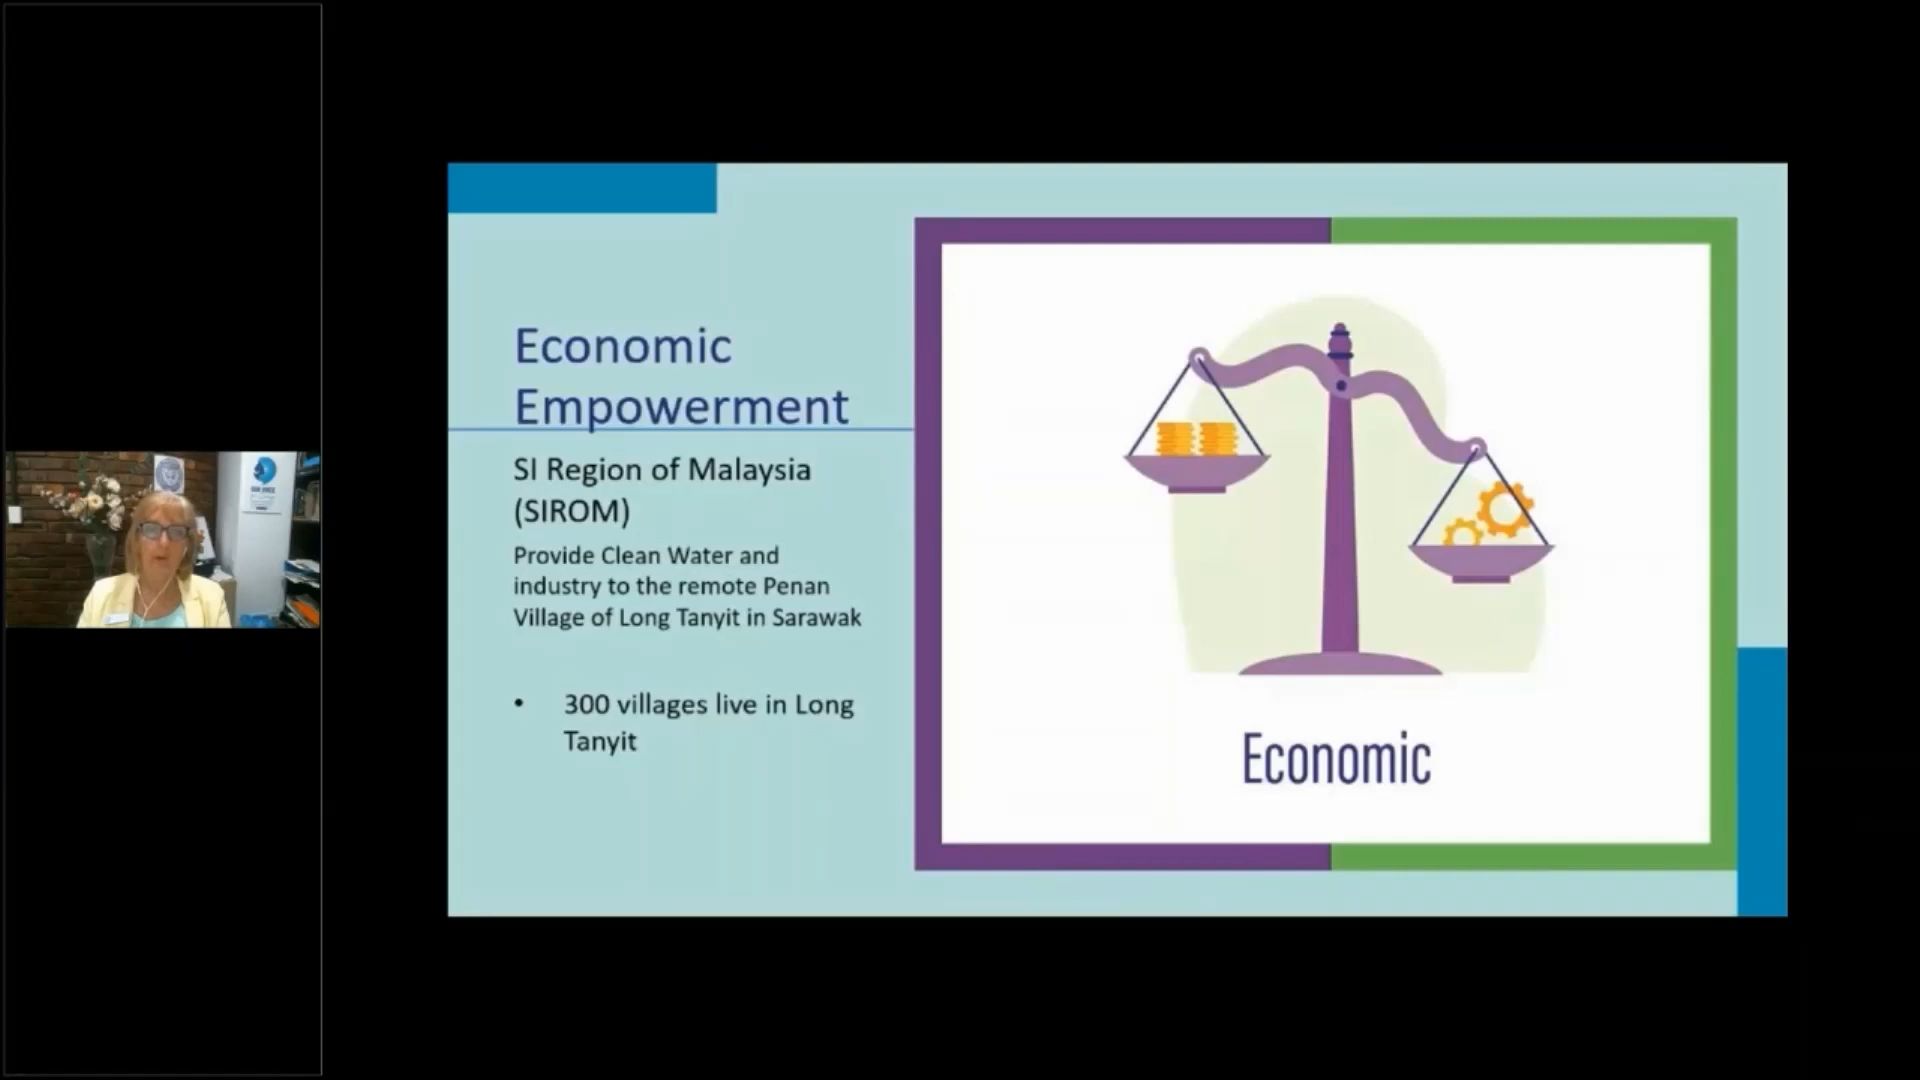 Economic
Empowerment
SI Region of Malaysia
(SIROM)
Provide Clean Water and
industry to the remote Penan
Village of Long Tanyit in Sarawak
• 300 villages live in Long
Tanyit
Economic